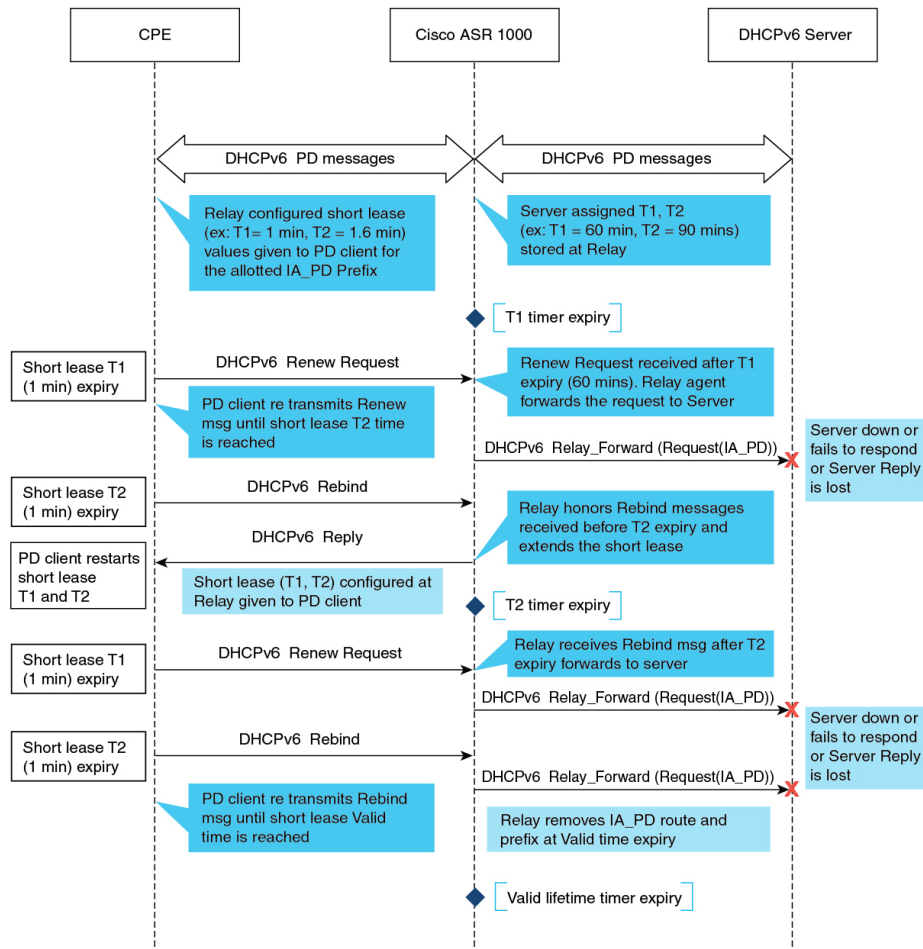 CPE
Cisco ASR 1000
DHCPv6 Server
DHCPv6 PD messages
DHCPv6 PD messages
Relay configured short lease
(ex: T1= 1 min, T2 = 1.6 min)
values given to PD client for
the allotted IA_PD Prefix
Server assigned T1, T2
(ex: T1 = 60 min, T2 = 90 mins)
stored at Relay
T1 timer expiry
Short lease T1
(1 min) expiry
DHCPv6 Renew Request
Renew Request received after T1
expiry (60 mins). Relay agent
forwards the request to Server
PD client re transmits Renew
msg until short lease T2 time
is reached
DHCPv6 Relay_Forward (Request(IA_PD))
Server down or
fails to respond
or Server Reply
is lost
Short lease T2
(1 min) expiry
DHCPv6 Rebind
Relay honors Rebind messages
received before T2 expiry and
extends the short lease
DHCPv6 Reply
PD client restarts
short lease
T1 and T2
Short lease (T1, T2) configured at
Relay given to PD client
T2 timer expiry
Short lease T1
(1 min) expiry
DHCPv6 Renew Request
Relay receives Rebind msg after T2
expiry forwards to server
DHCPv6 Relay_Forward (Request(IA_PD))
Server down or
fails to respond
or Server Reply
is lost
Short lease T2
(1 min) expiry
DHCPv6 Rebind
DHCPv6 Relay_Forward (Request(IA_PD))
PD client re transmits Rebind
msg until short lease Valid
time is reached
Relay removes IA_PD route and
prefix at Valid time expiry
Valid lifetime timer expiry